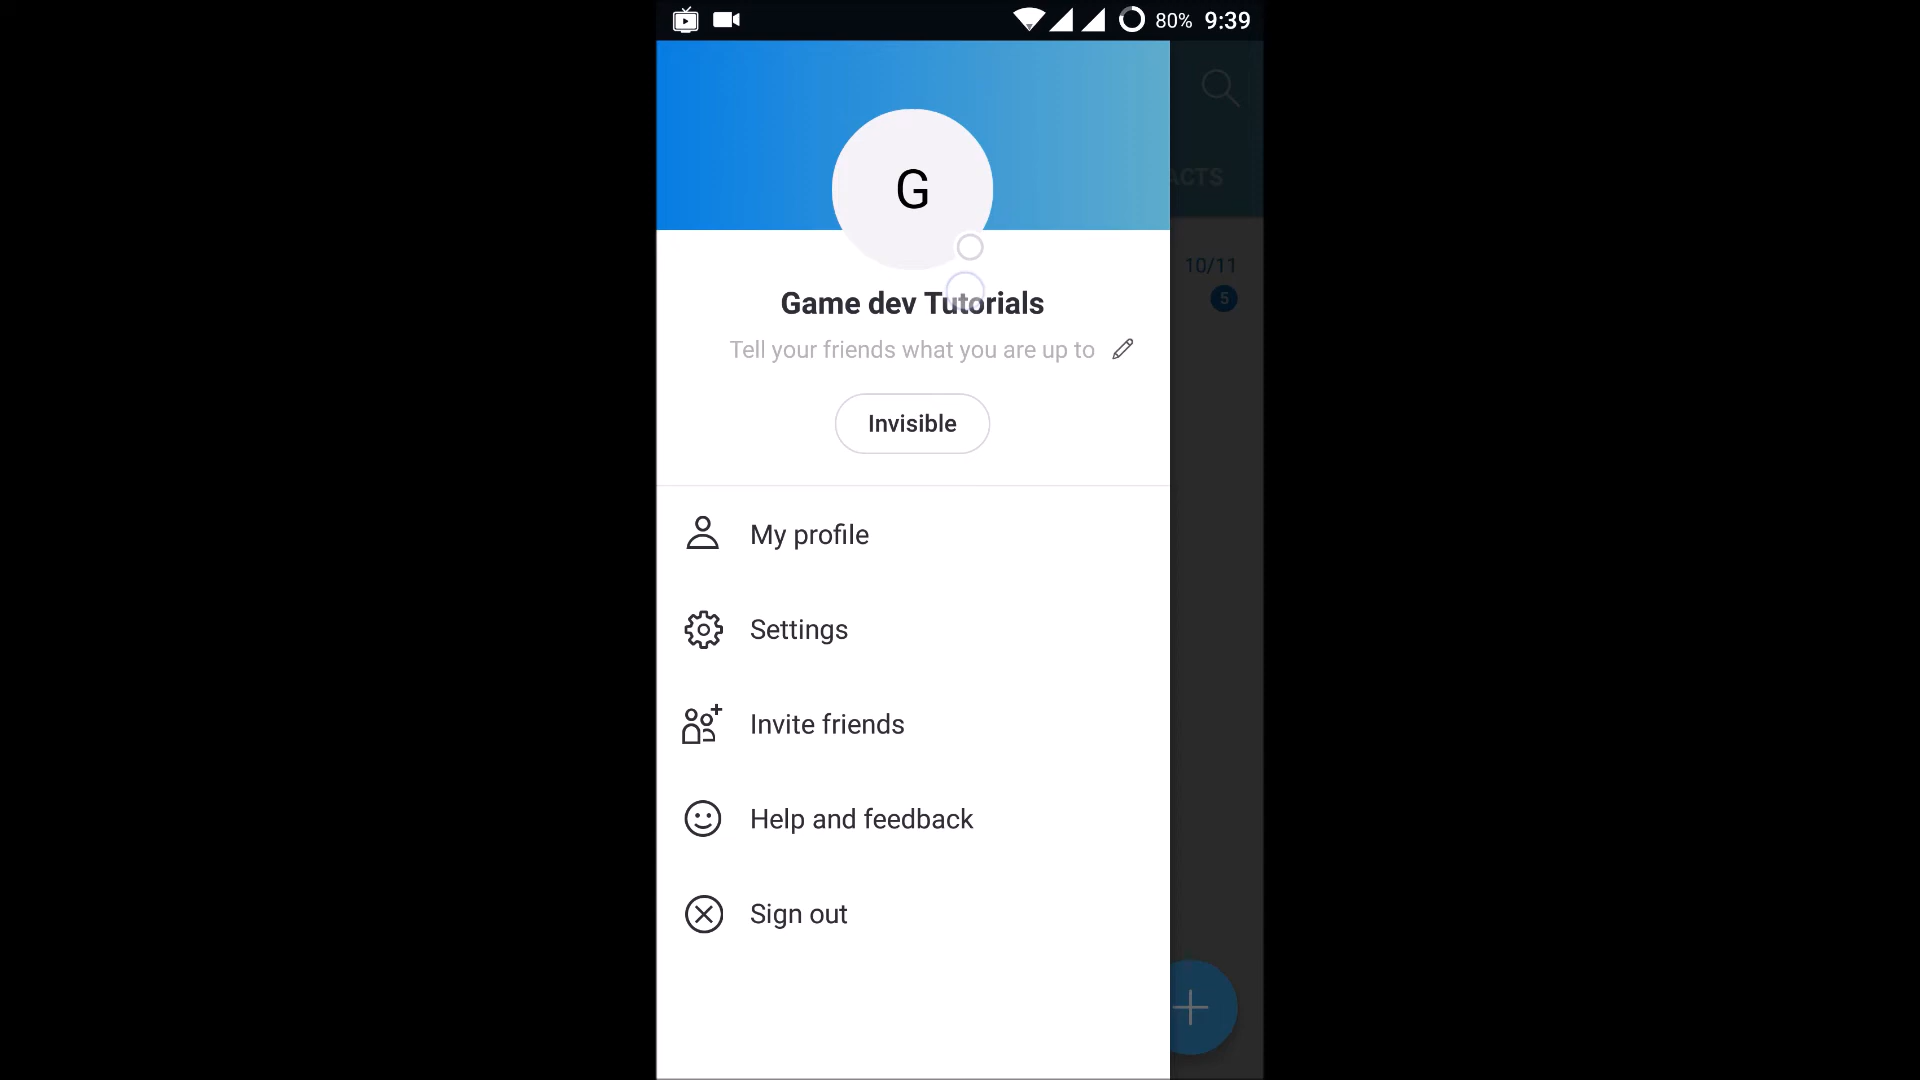 80% 9:39
G
ACTS
10/11
5
Game dev Tutorials
Tell your friends what you are up to
Invisible
My profile
Settings
Invite friends
Help and feedback
Sign out